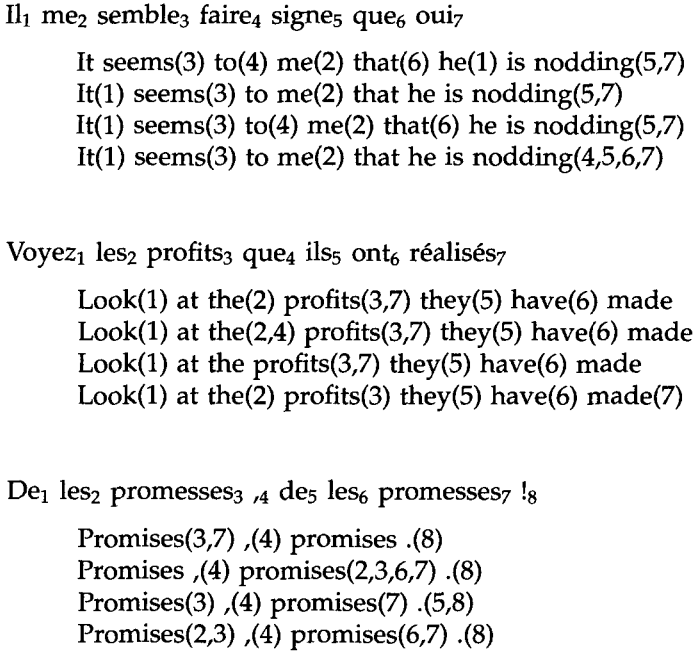 Il₁ me₂ semble₃ faire₄ signe₅ que₆ oui₇
It seems(3) to(4) me(2) that(6) he(1) is nodding(5,7)
It(1) seems(3) to me(2) that he is nodding(5,7)
It(1) seems(3) to(4) me(2) that(6) he is nodding(5,7)
It(1) seems(3) to me(2) that he is nodding(4,5,6,7)
Voyez₁ les₂ profits₃ que₄ ils₅ ont₆ réalisés₇
Look(1) at the(2) profits(3,7) they(5) have(6) made
Look(1) at the(2,4) profits(3,7) they(5) have(6) made
Look(1) at the profits(3,7) they(5) have(6) made
Look(1) at the(2) profits(3) they(5) have(6) made(7)
De₁ les₂ promesses₃ ,₄ de₅ les₆ promesses₇ !₈
Promises(3,7) ,(4) promises .(8)
Promises ,(4) promises(2,3,6,7) .(8)
Promises(3) ,(4) promises(7) .(5,8)
Promises(2,3) ,(4) promises(6,7) .(8)